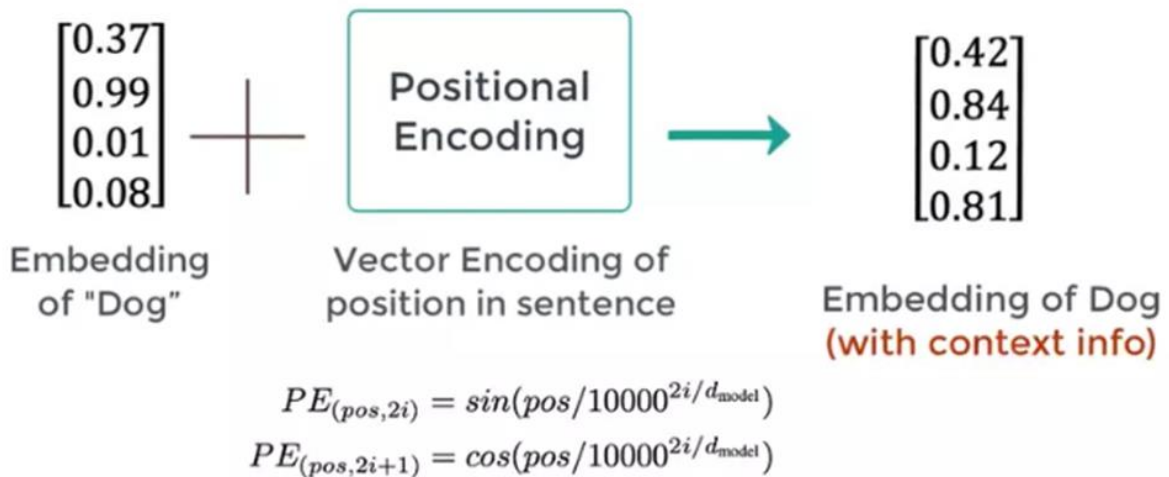 [0.37]
0.99
0.01
[0.08]
+
Positional
Encoding
[0.42]
0.84
0.12
[0.81]
Embedding
of "Dog”
Vector Encoding of
position in sentence
Embedding of Dog
(with context info)
PE(pos,2i) = sin(pos/10000^2i/dmodel)
PE(pos,2i+1) = cos(pos/10000^2i/dmodel)